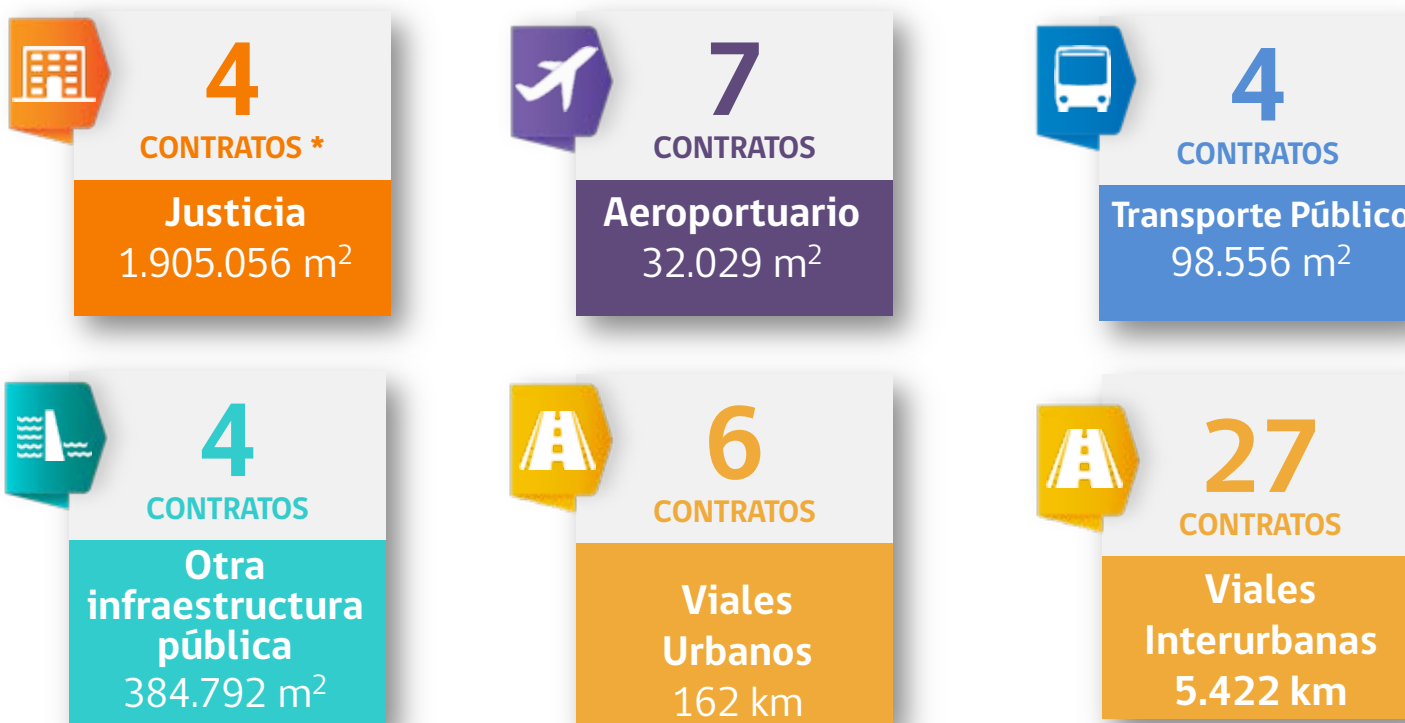 4
CONTRATOS *
Justicia
1.905.056 m²
7
CONTRATOS
Aeroportuario
32.029 m²
4
CONTRATOS
Transporte Público
98.556 m²
4
CONTRATOS
Otra
infraestructura
pública
384.792 m²
6
CONTRATOS
Viales
Urbanos
162 km
27
CONTRATOS
Viales
Interurbanas
5.422 km